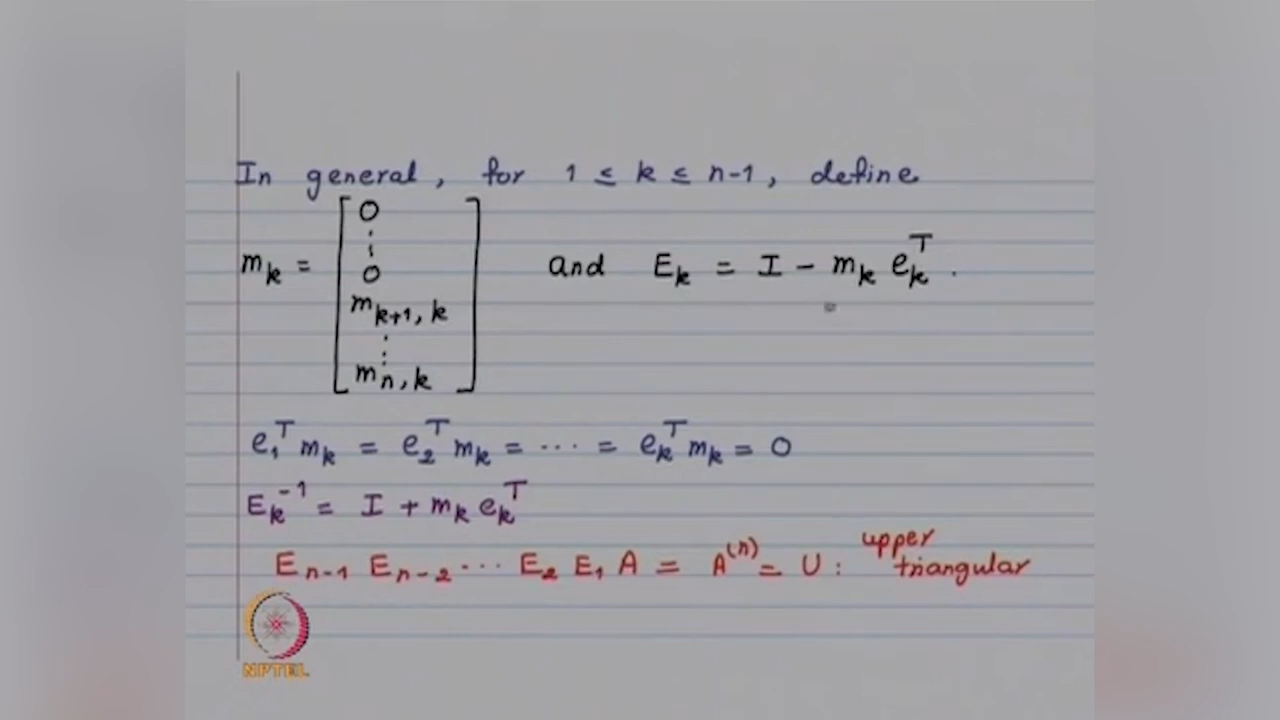 In general, for 1 ≤ k ≤ n-1, define
m_k = [0 ⋮ 0 m_{k+1,k} ⋮ m_{n,k}] and E_k = I - m_k e_k^T.
e_1^T m_k = e_2^T m_k = ⋯ = e_k^T m_k = 0
E_k^{-1} = I + m_k e_k^T
E_{n-1} E_{n-2} ⋯ E_2 E_1 A = A^{(n)} = U : upper triangular
NPTEL